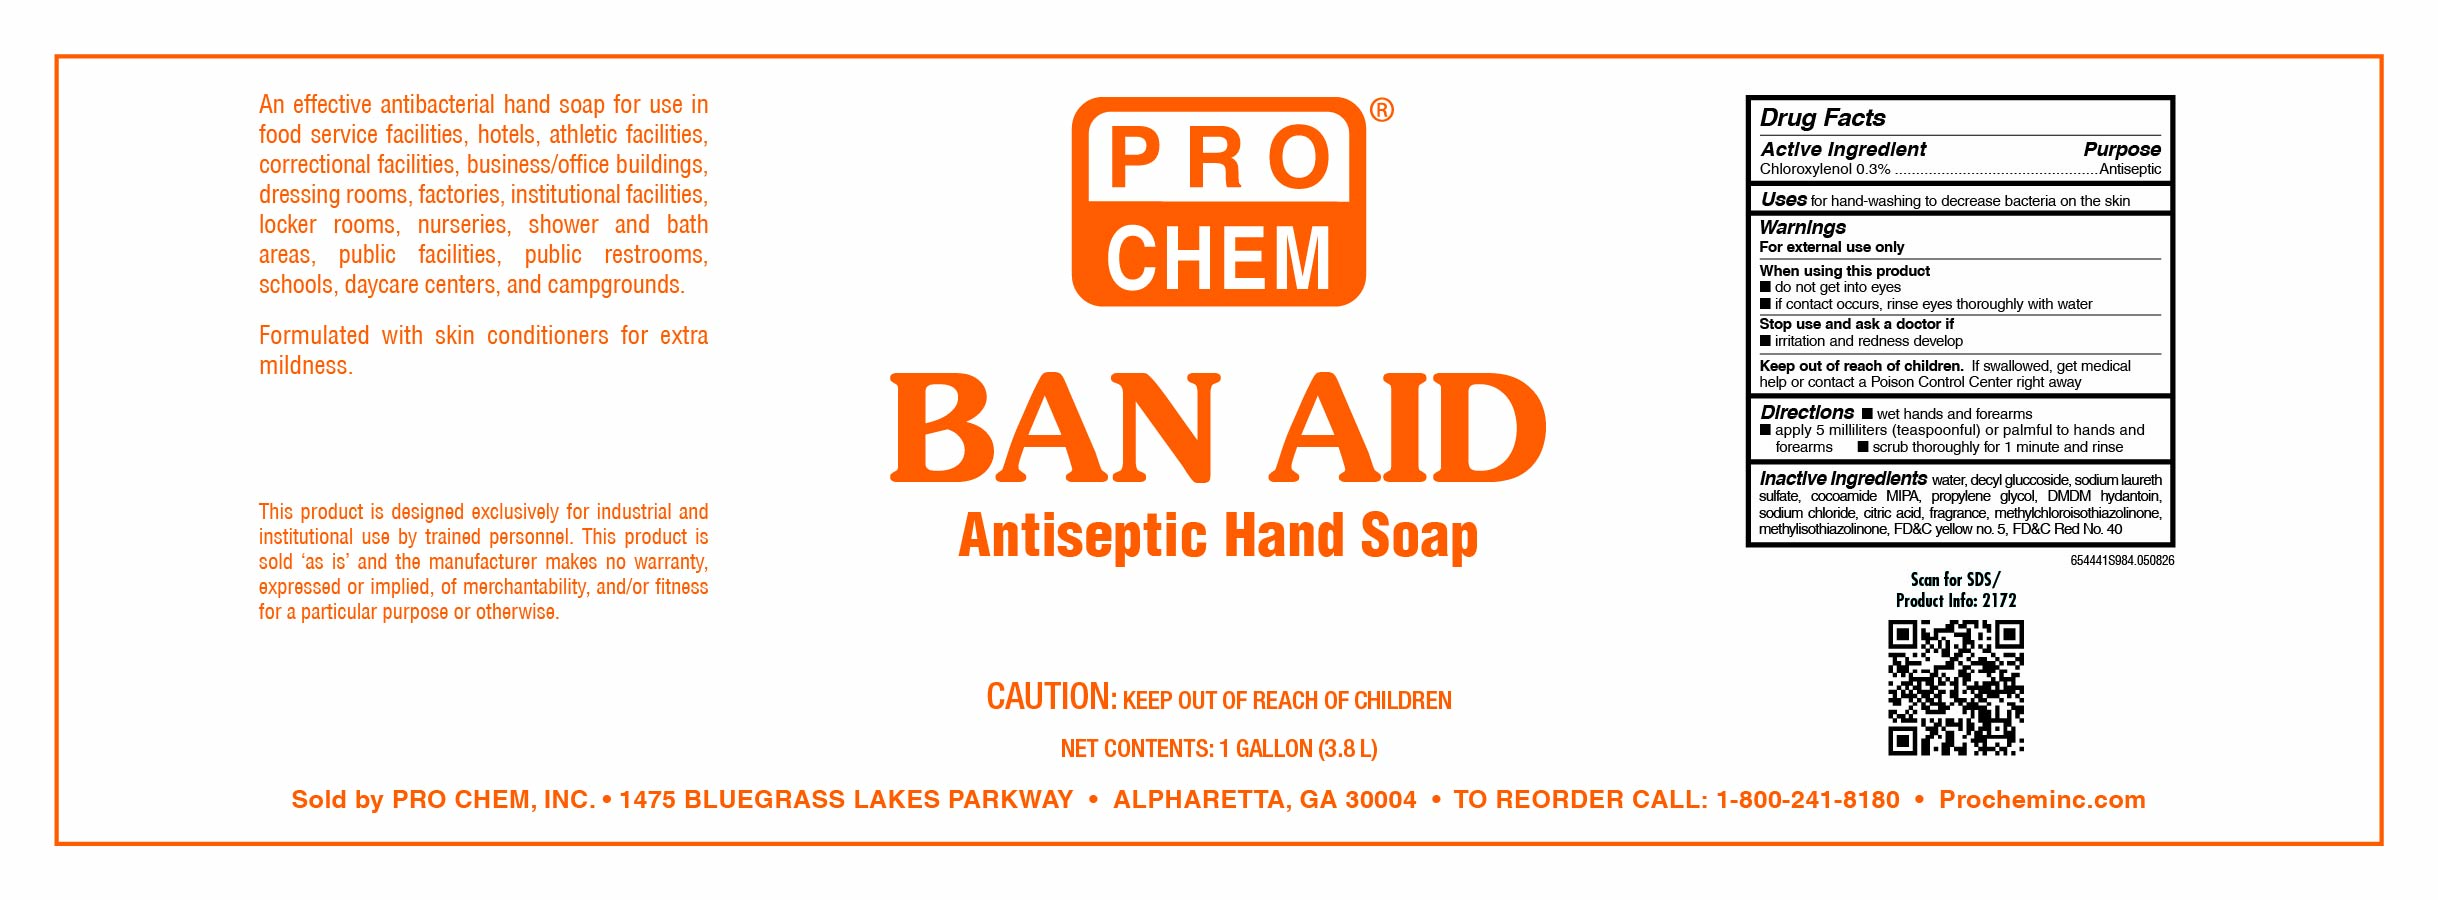 An effective antibacterial hand soap for use in
food service facilities, hotels, athletic facilities,
correctional facilities, business/office buildings,
dressing rooms, factories, institutional facilities,
locker rooms, nurseries, shower and bath
areas, public facilities, public restrooms,
schools, daycare centers, and campgrounds.
Formulated with skin conditioners for extra
mildness.
This product is designed exclusively for industrial and
institutional use by trained personnel. This product is
sold ‘as is’ and the manufacturer makes no warranty,
expressed or implied, of merchantability, and/or fitness
for a particular purpose or otherwise.
PRO ®
CHEM
BAN AID
Antiseptic Hand Soap
CAUTION: KEEP OUT OF REACH OF CHILDREN
NET CONTENTS: 1 GALLON (3.8 L)
Drug Facts
Active Ingredient Purpose
Chloroxylenol 0.3% ................................................Antiseptic
Uses for hand-washing to decrease bacteria on the skin
Warnings
For external use only
When using this product
■ do not get into eyes
■ if contact occurs, rinse eyes thoroughly with water
Stop use and ask a doctor if
■ irritation and redness develop
Keep out of reach of children. If swallowed, get medical
help or contact a Poison Control Center right away
Directions ■ wet hands and forearms
■ apply 5 milliliters (teaspoonful) or palmful to hands and
forearms ■ scrub thoroughly for 1 minute and rinse
Inactive Ingredients water, decyl gluccoside, sodium laureth
sulfate, cocoamide MIPA, propylene glycol, DMDM hydantoin,
sodium chloride, citric acid, fragrance, methylchloroisothiazolinone,
methylisothiazolinone, FD&C yellow no. 5, FD&C Red No. 40
654441S984.050826
Scan for SDS/
Product Info: 2172
Sold by PRO CHEM, INC. • 1475 BLUEGRASS LAKES PARKWAY • ALPHARETTA, GA 30004 • TO REORDER CALL: 1-800-241-8180 • Procheminc.com